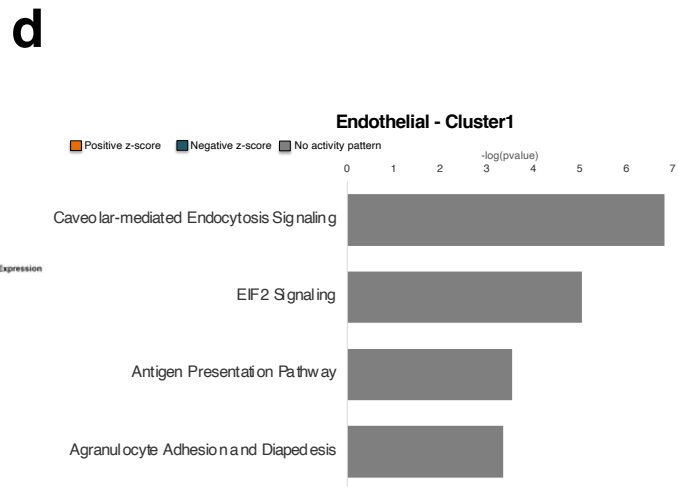 d
Endothelial - Cluster1
Positive z-score Negative z-score No activity pattern
-log(pvalue)
0 1 2 3 4 5 6 7
Caveolar-mediated Endocytosis Signaling
Expression
EIF2 Signaling
Antigen Presentation Pathway
Agranulocyte Adhesion and Diapedesis